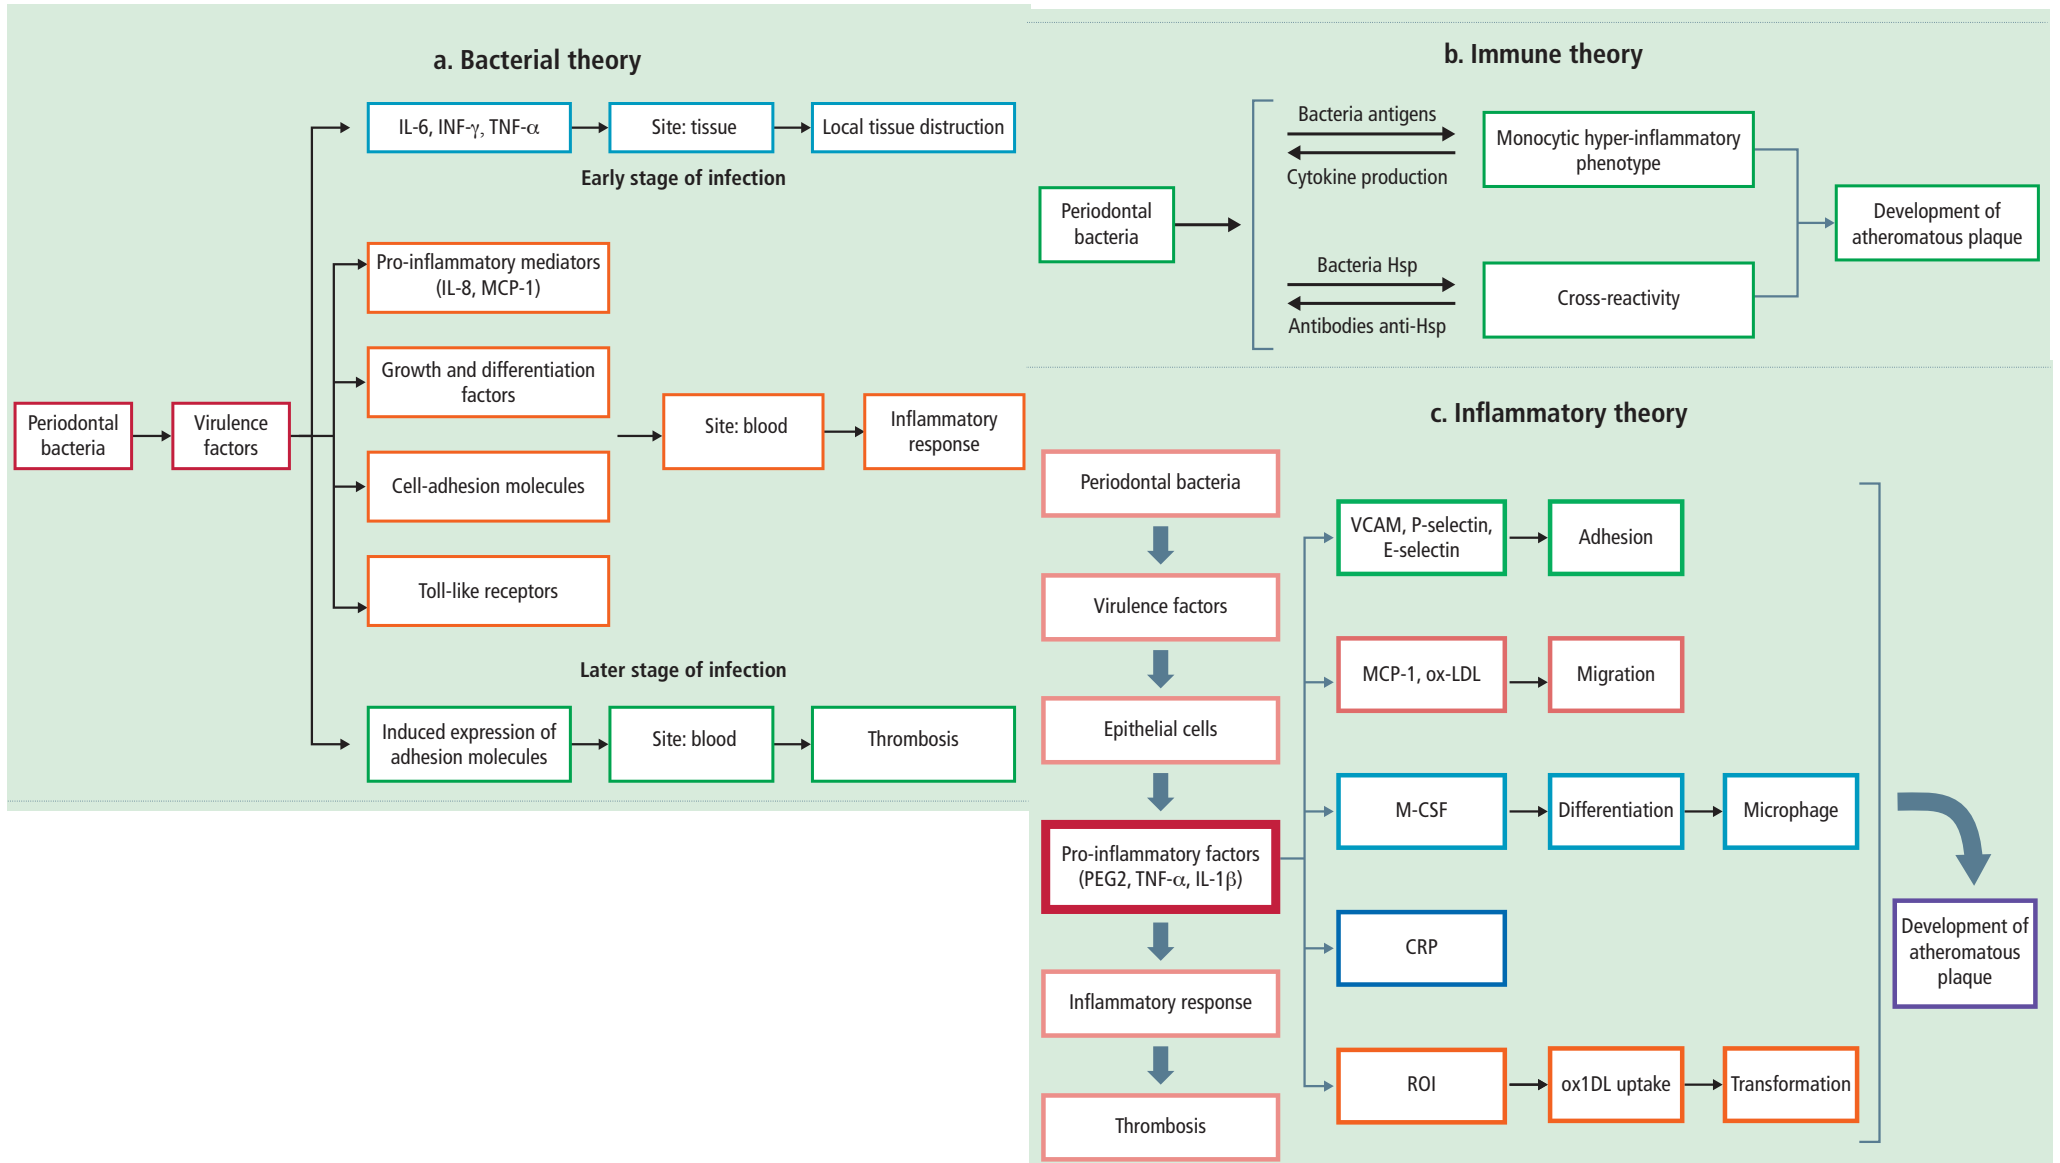 a. Bacterial theory
IL-6, INF-γ, TNF-α
Site: tissue
Local tissue distruction
Early stage of infection
Pro-inflammatory mediators
(IL-8, MCP-1)
Growth and differentiation
factors
Periodontal
bacteria
Virulence
factors
Cell-adhesion molecules
Toll-like receptors
Site: blood
Inflammatory
response
Later stage of infection
Induced expression of
adhesion molecules
Site: blood
Thrombosis
b. Immune theory
Periodontal
bacteria
Bacteria antigens
Cytokine production
Monocytic hyper-inflammatory
phenotype
Bacteria Hsp
Antibodies anti-Hsp
Cross-reactivity
Development of
atheromatous plaque
c. Inflammatory theory
Periodontal bacteria
Virulence factors
Epithelial cells
Pro-inflammatory factors
(PEG2, TNF-α, IL-1β)
Inflammatory response
Thrombosis
VCAM, P-selectin,
E-selectin
Adhesion
MCP-1, ox-LDL
Migration
M-CSF
Differentiation
Microphage
CRP
ROI
ox1DL uptake
Transformation
Development of
atheromatous
plaque